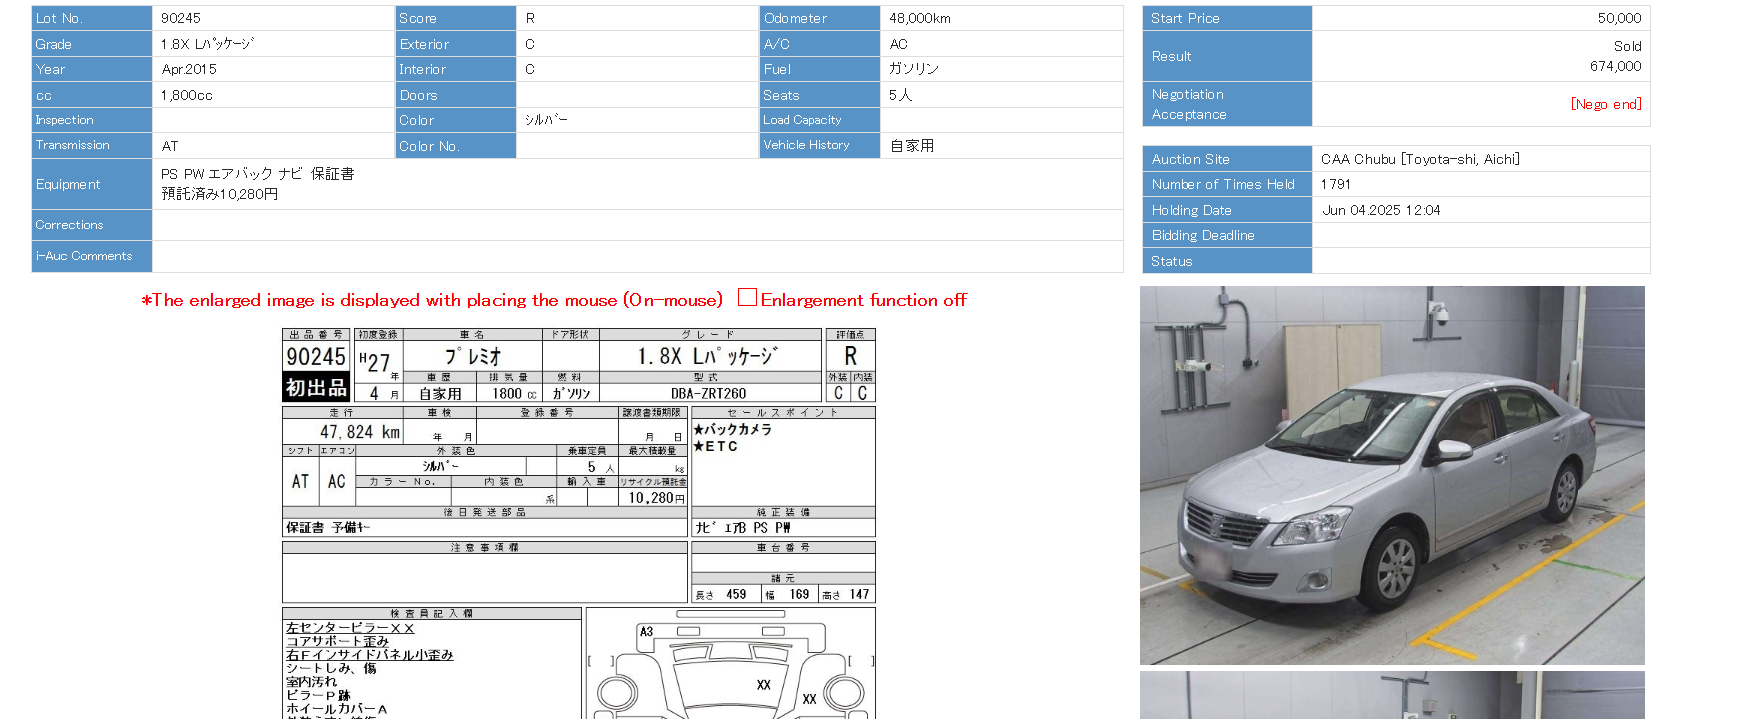 Lot No. 90245 Score R Odometer 48,000km
Grade 1.8X Lﾊﾟｯｹｰｼﾞ Exterior C A/C AC
Year Apr.2015 Interior C Fuel ガソリン
cc 1,800cc Doors Seats 5人
Inspection Color ｼﾙﾊﾞｰ Load Capacity
Transmission AT Color No. Vehicle History 自家用
Equipment PS PW エアバック ナビ 保証書
預託済み10,280円
Corrections
i-Auc Comments
Start Price 50,000
Result Sold
674,000
Negotiation Acceptance [Nego end]
Auction Site CAA Chubu [Toyota-shi, Aichi]
Number of Times Held 1791
Holding Date Jun 04.2025 12:04
Bidding Deadline
Status
*The enlarged image is displayed with placing the mouse (On-mouse) Enlargement function off
出品番号 初度登録 車名 ドア形状 グレード 評価点
90245 H27年 ﾌﾟﾚﾐｵ 1.8X Lﾊﾟｯｹｰｼﾞ R
初出品 車歴 排気量 燃料 型式 外装 内装
4月 自家用 1800 cc ｶﾞｿﾘﾝ DBA-ZRT260 C C
走行 車検 登録番号 譲渡書類期限 セールスポイント
47,824 km 年 月 月 日 ★バックカメラ
★ETC
シフト エアコン 外装色 乗車定員 最大積載量
AT AC ｼﾙﾊﾞｰ 5 人 kg
カラーNo. 内装色 輸入車 リサイクル預託金
系 10,280円
後日発送部品 純正装備
保証書 予備ｷｰ ﾅﾋﾞ ｴｱB PS PW
注意事項欄 車台番号
諸元
長さ 459 幅 169 高さ 147
検査員記入欄
左センターピラーXX
コアサポート歪み
右Fインサイドパネル小歪み
シートしみ、傷
室内汚れ
ピラーP跡
ホイールカバーA
A3
XX
XX